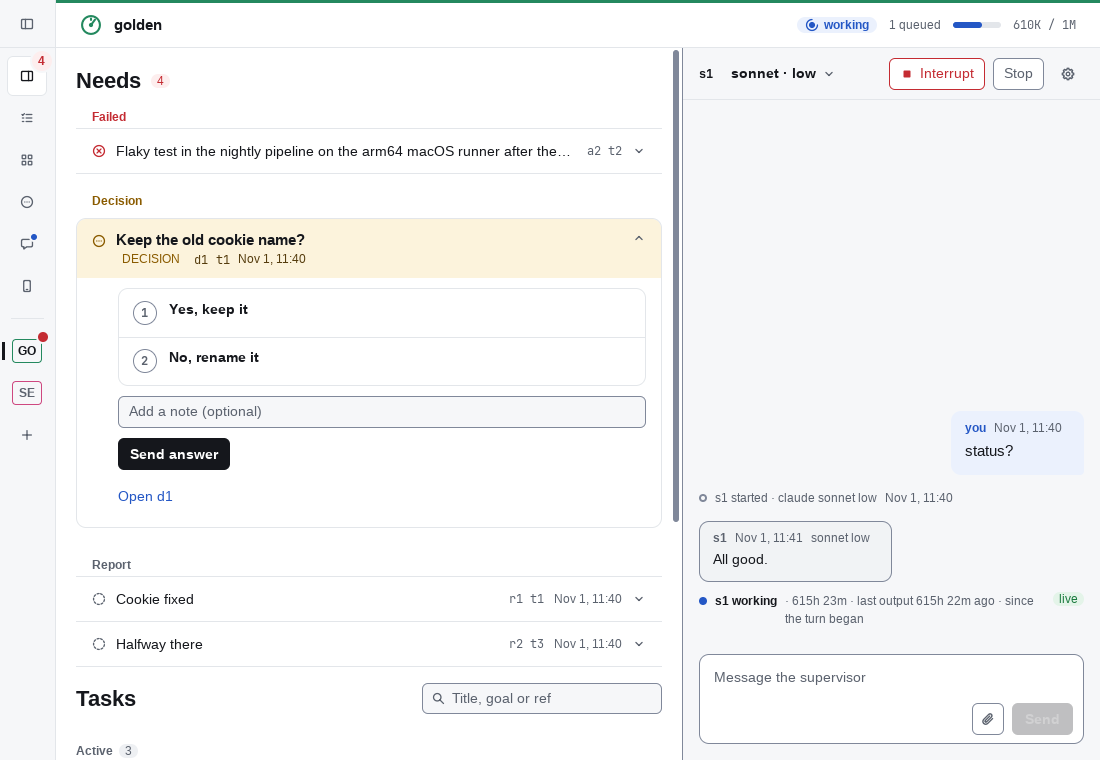 golden
working
1 queued
610K / 1M
4
GO
SE
Needs 4
Failed
Flaky test in the nightly pipeline on the arm64 macOS runner after the… a2 t2
Decision
Keep the old cookie name?
DECISION d1 t1 Nov 1, 11:40
1 Yes, keep it
2 No, rename it
Add a note (optional)
Send answer
Open d1
Report
Cookie fixed r1 t1 Nov 1, 11:40
Halfway there r2 t3 Nov 1, 11:40
Tasks
Title, goal or ref
Active 3
s1 sonnet · low
Interrupt
Stop
you Nov 1, 11:40
status?
s1 started · claude sonnet low Nov 1, 11:40
s1 Nov 1, 11:41 sonnet low
All good.
s1 working · 615h 23m · last output 615h 22m ago · since
the turn began
live
Message the supervisor
Send